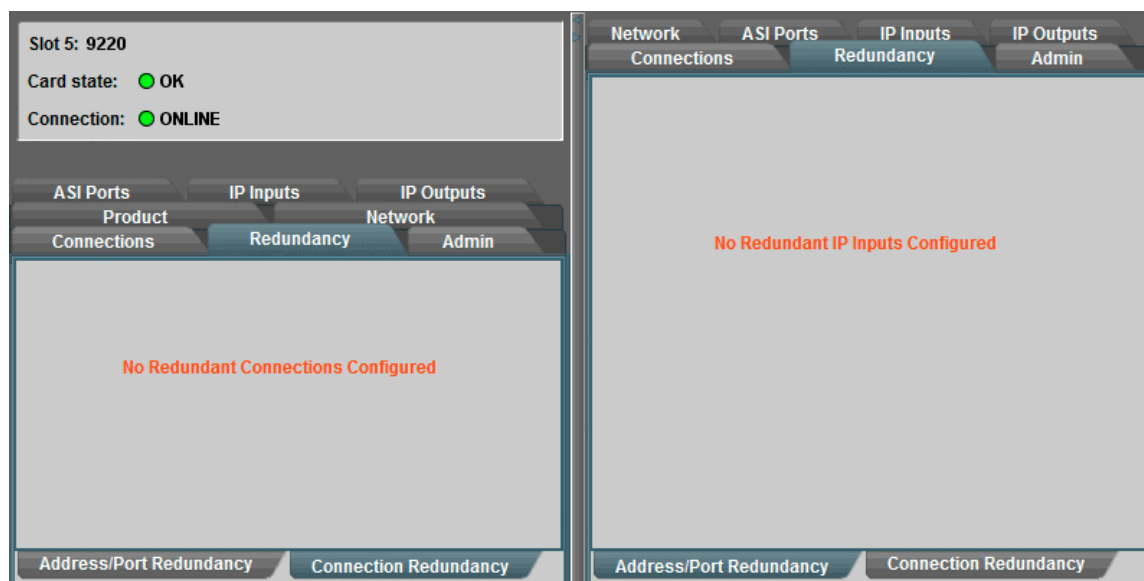 Slot 5: 9220
Card state: OK
Connection: ONLINE
ASI Ports IP Inputs IP Outputs
Product Network
Connections Redundancy Admin
No Redundant Connections Configured
Address/Port Redundancy Connection Redundancy
Network ASI Ports IP Inputs IP Outputs
Connections Redundancy Admin
No Redundant IP Inputs Configured
Address/Port Redundancy Connection Redundancy